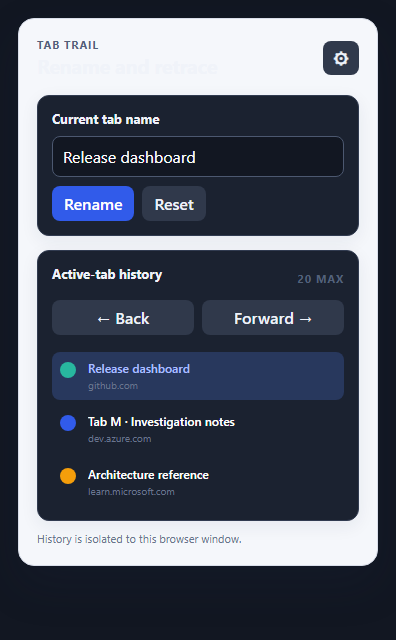 TAB TRAIL
Rename and retrace
Current tab name
Release dashboard
Rename
Reset
Active-tab history
20 MAX
← Back
Forward →
Release dashboard
github.com
Tab M · Investigation notes
dev.azure.com
Architecture reference
learn.microsoft.com
History is isolated to this browser window.